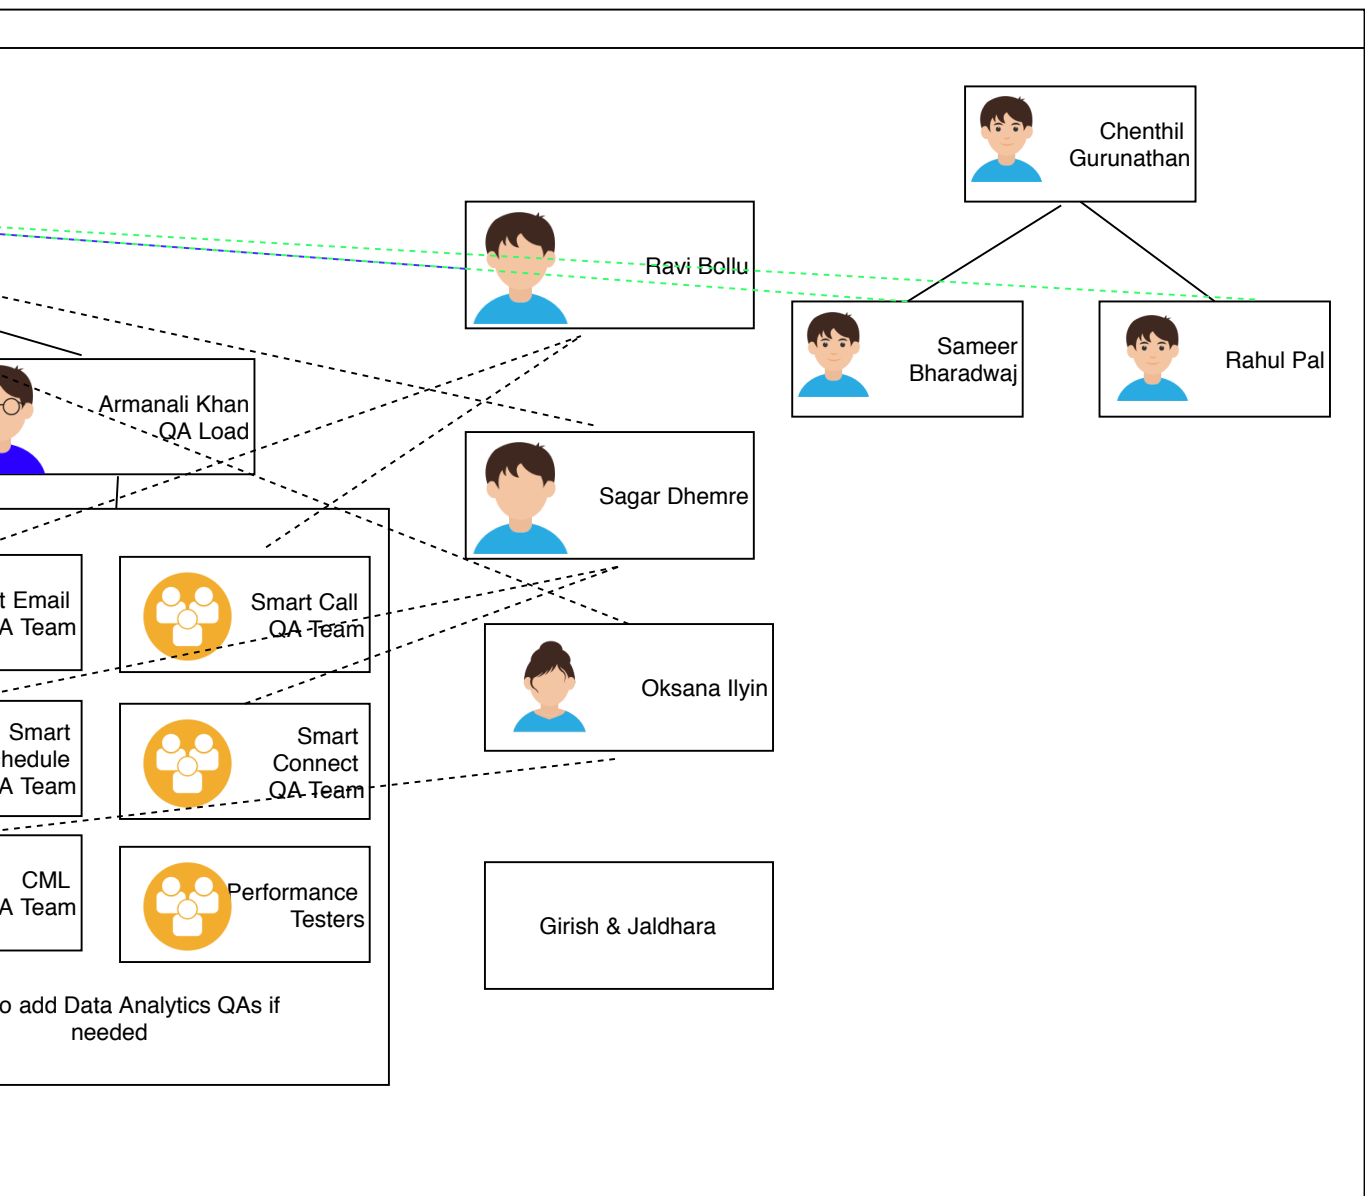 Chenthil
Gurunathan
Ravi Bollu
Sameer
Bharadwaj
Rahul Pal
Armanali Khan
QA Load
Sagar Dhemre
t Email
A Team
Smart Call
QA Team
Oksana Ilyin
Smart
hedule
A Team
Smart
Connect
QA Team
CML
A Team
Performance
Testers
Girish & Jaldhara
o add Data Analytics QAs if
needed